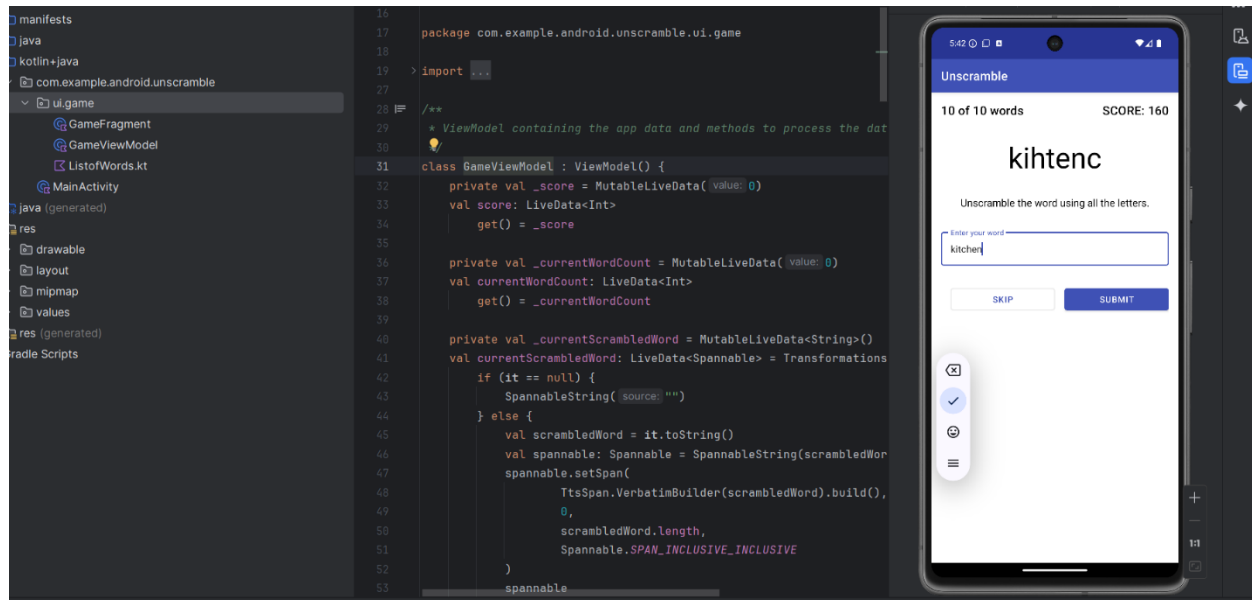 manifests
java
kotlin+java
com.example.android.unscramble
ui.game
GameFragment
GameViewModel
ListofWords.kt
MainActivity
java (generated)
res
drawable
layout
mipmap
values
res (generated)
Gradle Scripts
16
17 package com.example.android.unscramble.ui.game
18
19 > import ...
27
28 /**
29 * ViewModel containing the app data and methods to process the dat
30 */
31 class GameViewModel : ViewModel() {
32 private val _score = MutableLiveData( value: 0)
33 val score: LiveData<Int>
34 get() = _score
35
36 private val _currentWordCount = MutableLiveData( value: 0)
37 val currentWordCount: LiveData<Int>
38 get() = _currentWordCount
39
40 private val _currentScrambledWord = MutableLiveData<String>()
41 val currentScrambledWord: LiveData<Spannable> = Transformations
42 if (it == null) {
43 SpannableString( source: "")
44 } else {
45 val scrambledWord = it.toString()
46 val spannable: Spannable = SpannableString(scrambledWor
47 spannable.setSpan(
48 TtsSpan.VerbatimBuilder(scrambledWord).build(),
49 0,
50 scrambledWord.length,
51 Spannable.SPAN_INCLUSIVE_INCLUSIVE
52 )
53 spannable
5:42
Unscramble
10 of 10 words SCORE: 160
kihtenc
Unscramble the word using all the letters.
Enter your word
kitchen
SKIP SUBMIT
1:1